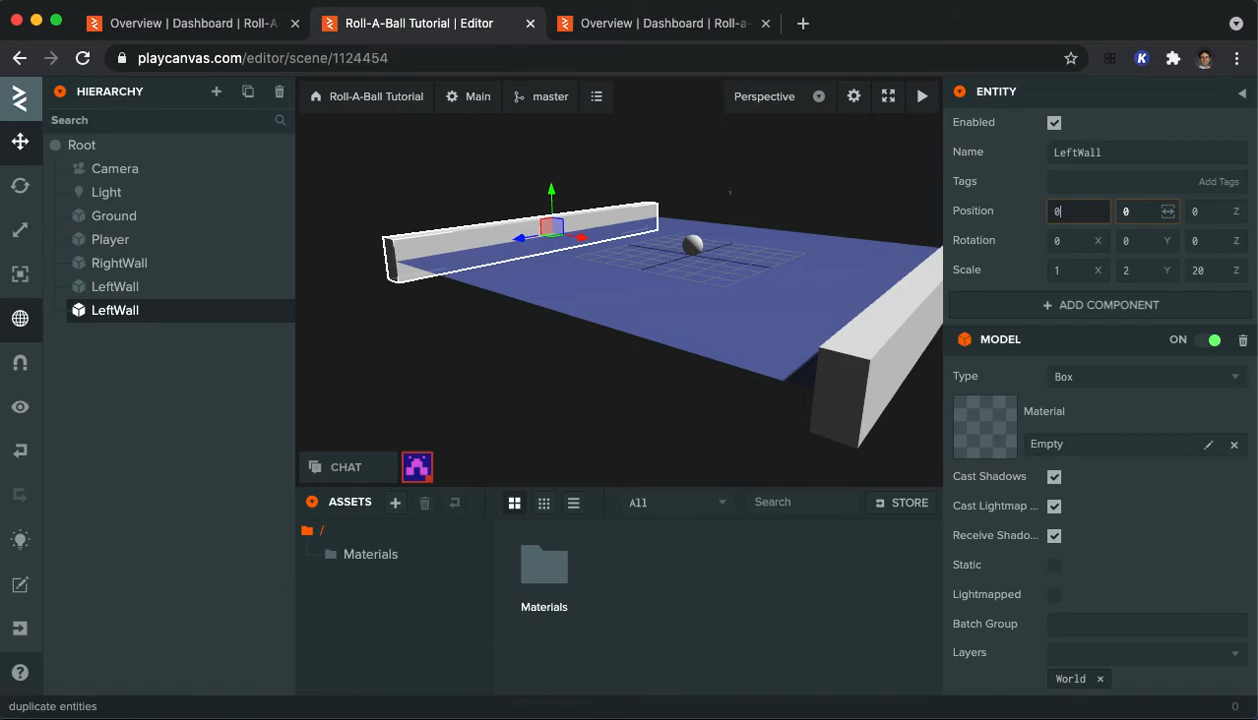 Overview | Dashboard | Roll-A
Roll-A-Ball Tutorial | Editor
Overview | Dashboard | Roll-a-
playcanvas.com/editor/scene/1124454
HIERARCHY
Search
Root
Camera
Light
Ground
Player
RightWall
LeftWall
LeftWall
Roll-A-Ball Tutorial
Main
master
Perspective
CHAT
ASSETS
All
Search
STORE
/
Materials
Materials
ENTITY
Enabled
Name
LeftWall
Tags
Add Tags
Position
0
0
0 Z
Rotation
0 X
0 Y
0 Z
Scale
1 X
2 Y
20 Z
ADD COMPONENT
MODEL
ON
Type
Box
Material
Empty
Cast Shadows
Cast Lightmap ...
Receive Shado...
Static
Lightmapped
Batch Group
Layers
World
duplicate entities
0